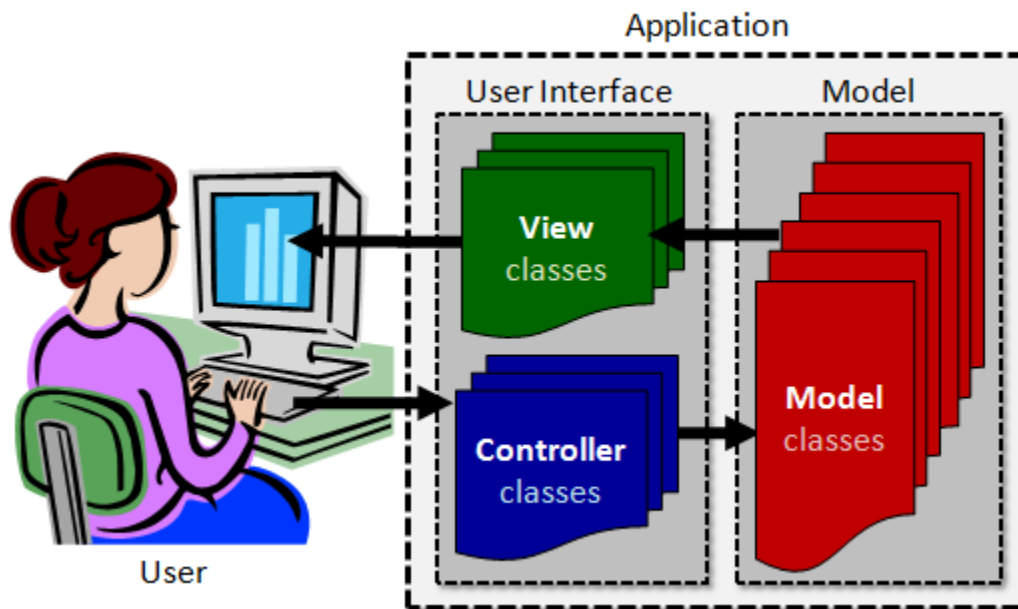 Application
User Interface
Model
View
classes
Model
classes
Controller
classes
User